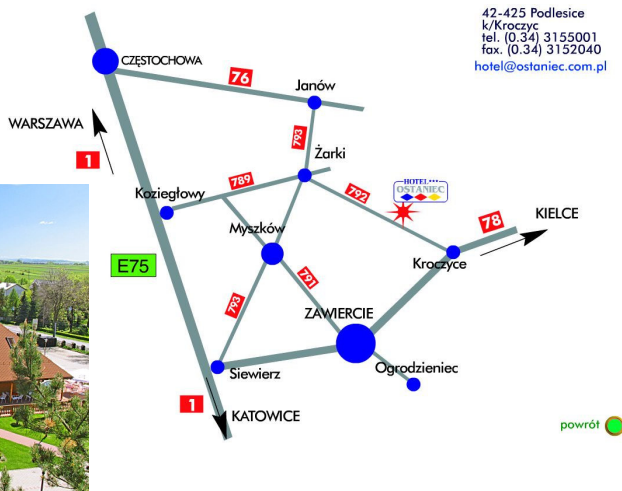 42-425 Podlesice
k/Kroczyc
tel. (0.34) 3155001
fax. (0.34) 3152040
hotel@ostaniec.com.pl
CZĘSTOCHOWA
76
Janów
WARSZAWA
1
793
Żarki
789
792
HOTEL***
OSTANIEC
Koziegłowy
78
KIELCE
Myszków
E75
791
Kroczyce
793
ZAWIERCIE
Siewierz
Ogrodzieniec
1
KATOWICE
powrót